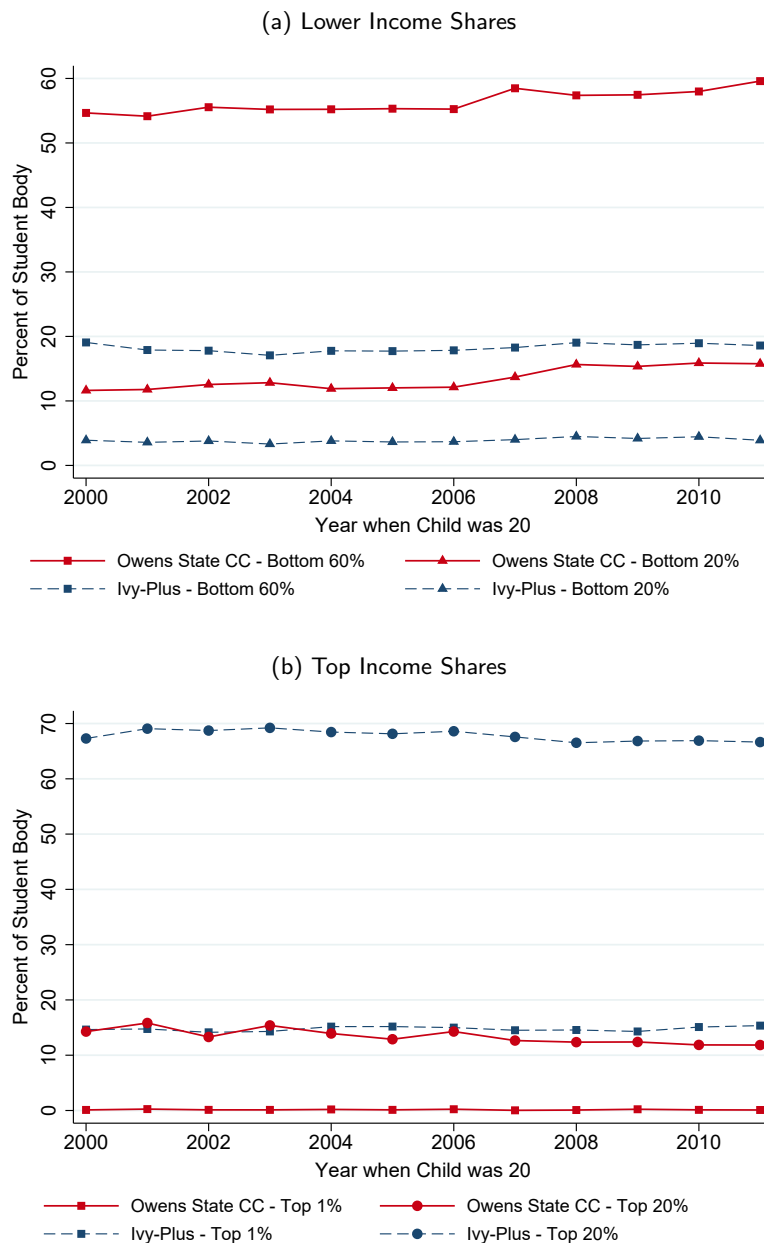 (a) Lower Income Shares
Percent of Student Body
60
50
40
30
20
10
0
2000 2002 2004 2006 2008 2010
Year when Child was 20
Owens State CC - Bottom 60% Owens State CC - Bottom 20%
Ivy-Plus - Bottom 60% Ivy-Plus - Bottom 20%
(b) Top Income Shares
Percent of Student Body
70
60
50
40
30
20
10
0
2000 2002 2004 2006 2008 2010
Year when Child was 20
Owens State CC - Top 1% Owens State CC - Top 20%
Ivy-Plus - Top 1% Ivy-Plus - Top 20%